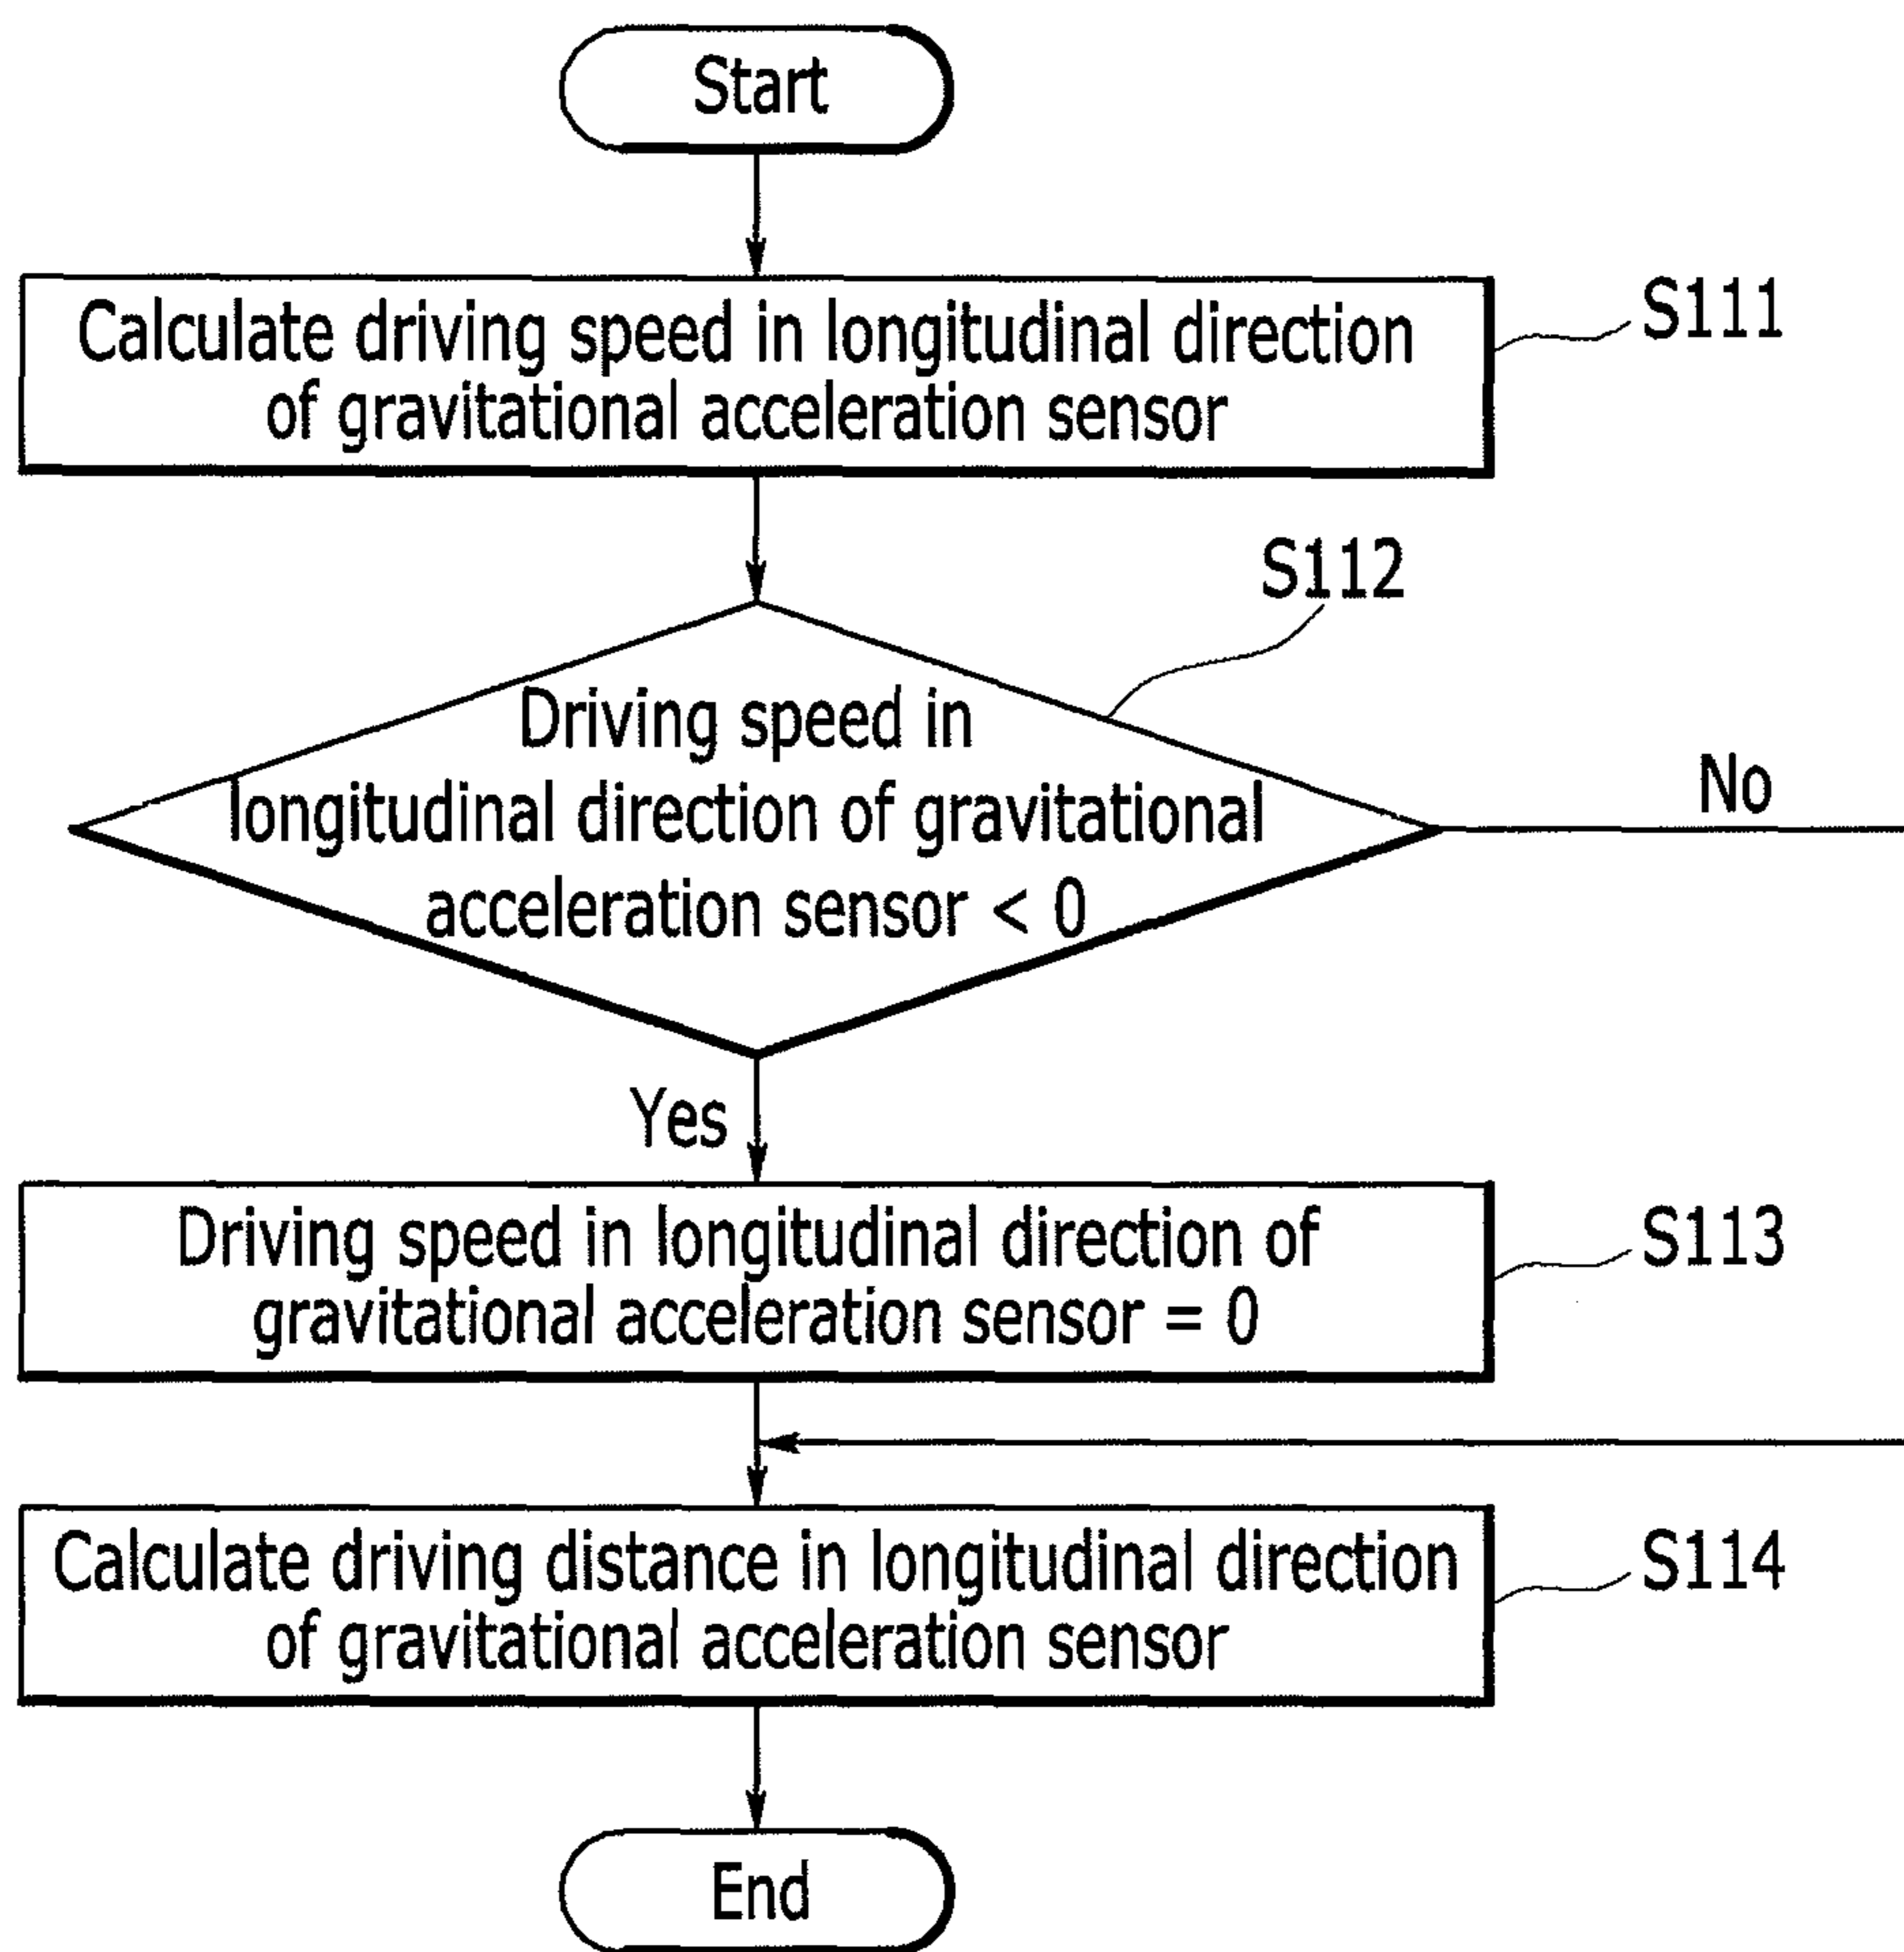 Start
Calculate driving speed in longitudinal direction
of gravitational acceleration sensor
S111
S112
Driving speed in
longitudinal direction of gravitational
acceleration sensor < 0
No
Yes
Driving speed in longitudinal direction of
gravitational acceleration sensor = 0
S113
Calculate driving distance in longitudinal direction
of gravitational acceleration sensor
S114
End